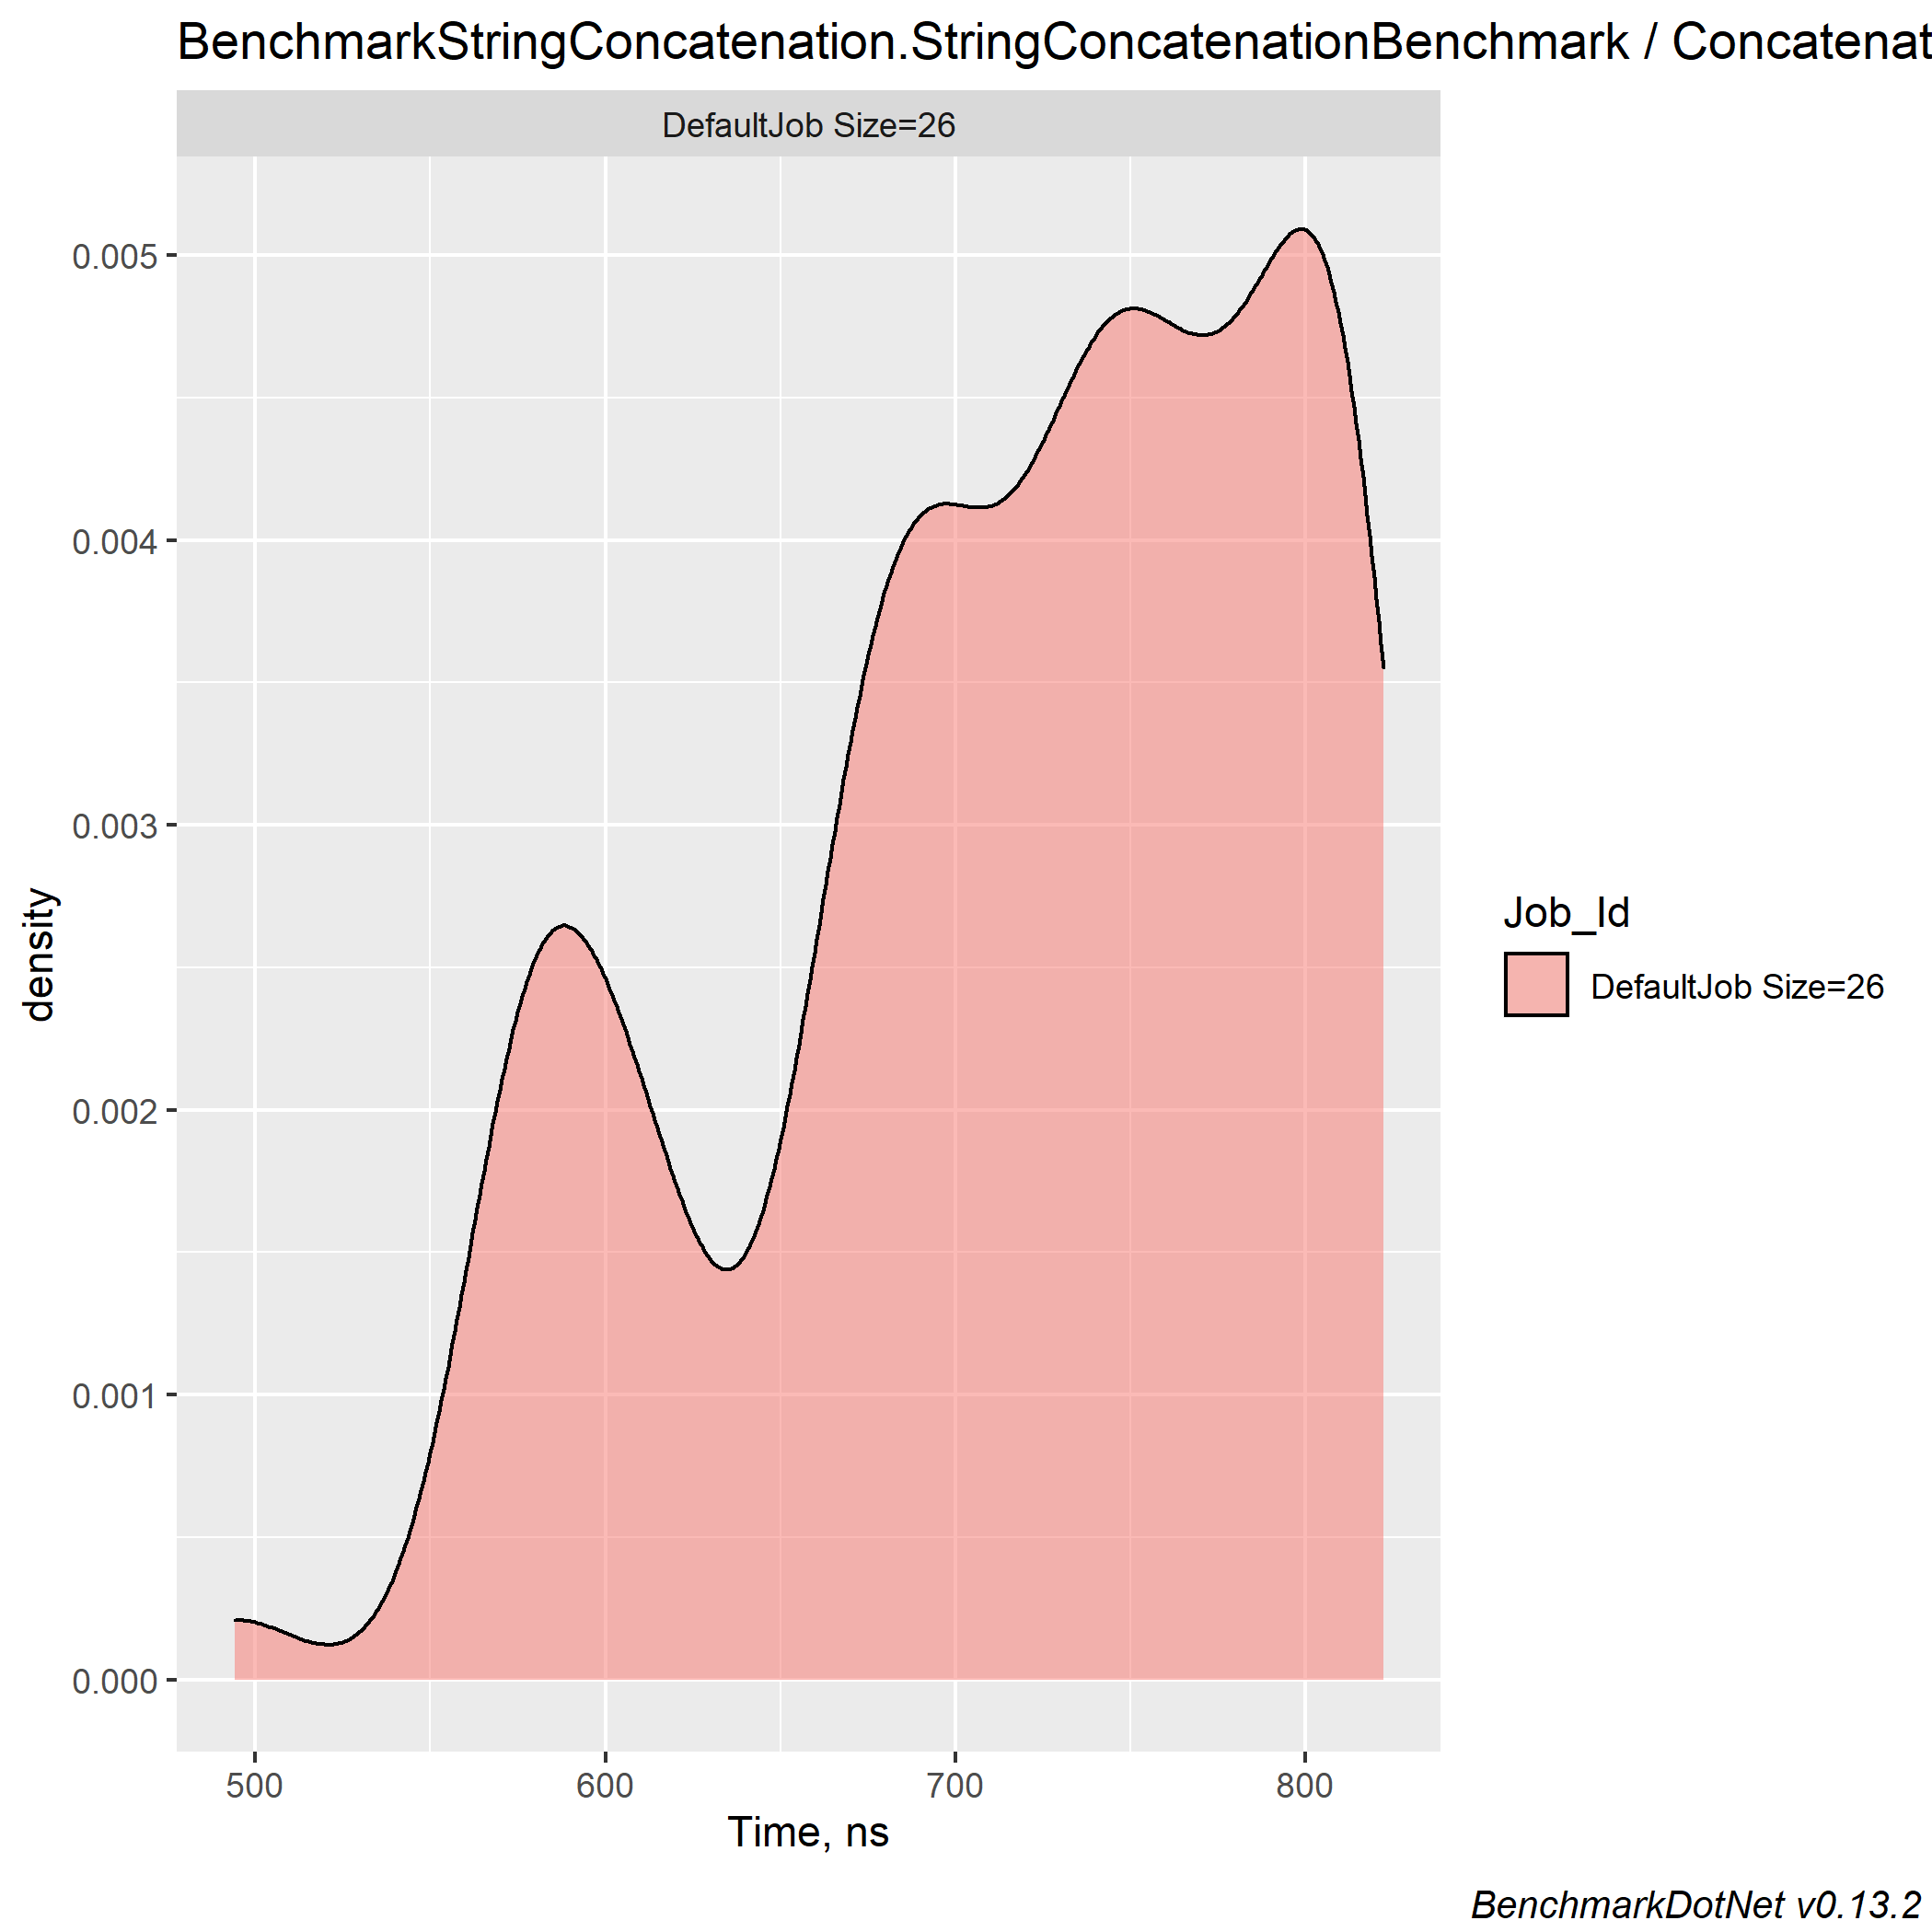 BenchmarkStringConcatenation.StringConcatenationBenchmark / Concatenat
DefaultJob Size=26
0.005
0.004
0.003
0.002
0.001
0.000
density
500 600 700 800
Time, ns
Job_Id
DefaultJob Size=26
BenchmarkDotNet v0.13.2